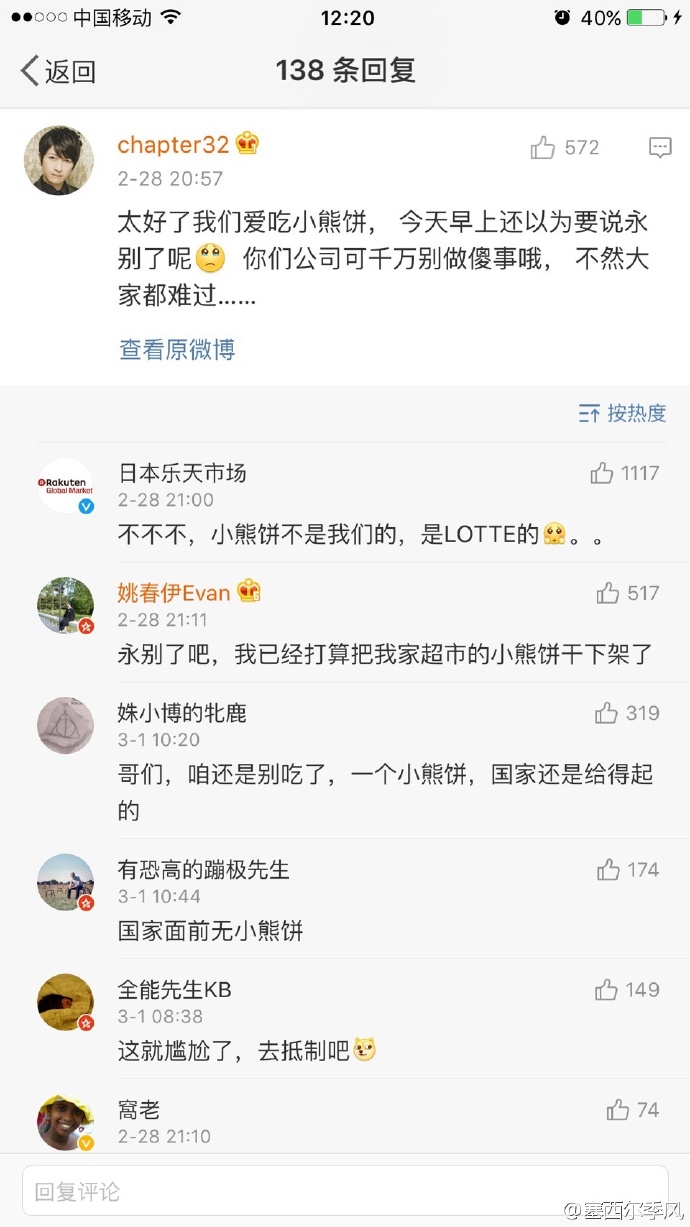 中国移动 12:20 40%
返回 138 条回复
chapter32 572
2-28 20:57
太好了我们爱吃小熊饼， 今天早上还以为要说永
别了呢🥺 你们公司可千万别做傻事哦， 不然大
家都难过……
查看原微博
按热度
Rakuten
Global Market
日本乐天市场 1117
2-28 21:00
不不不，小熊饼不是我们的，是LOTTE的🥺。。
姚春伊Evan 517
2-28 21:11
永别了吧，我已经打算把我家超市的小熊饼干下架了
姝小博的牝鹿 319
3-1 10:20
哥们，咱还是别吃了，一个小熊饼，国家还是给得起
的
有恐高的蹦极先生 174
3-1 10:44
国家面前无小熊饼
全能先生KB 149
3-1 08:38
这就尴尬了，去抵制吧
窩老 74
2-28 21:10
回复评论
@塞西尔季风